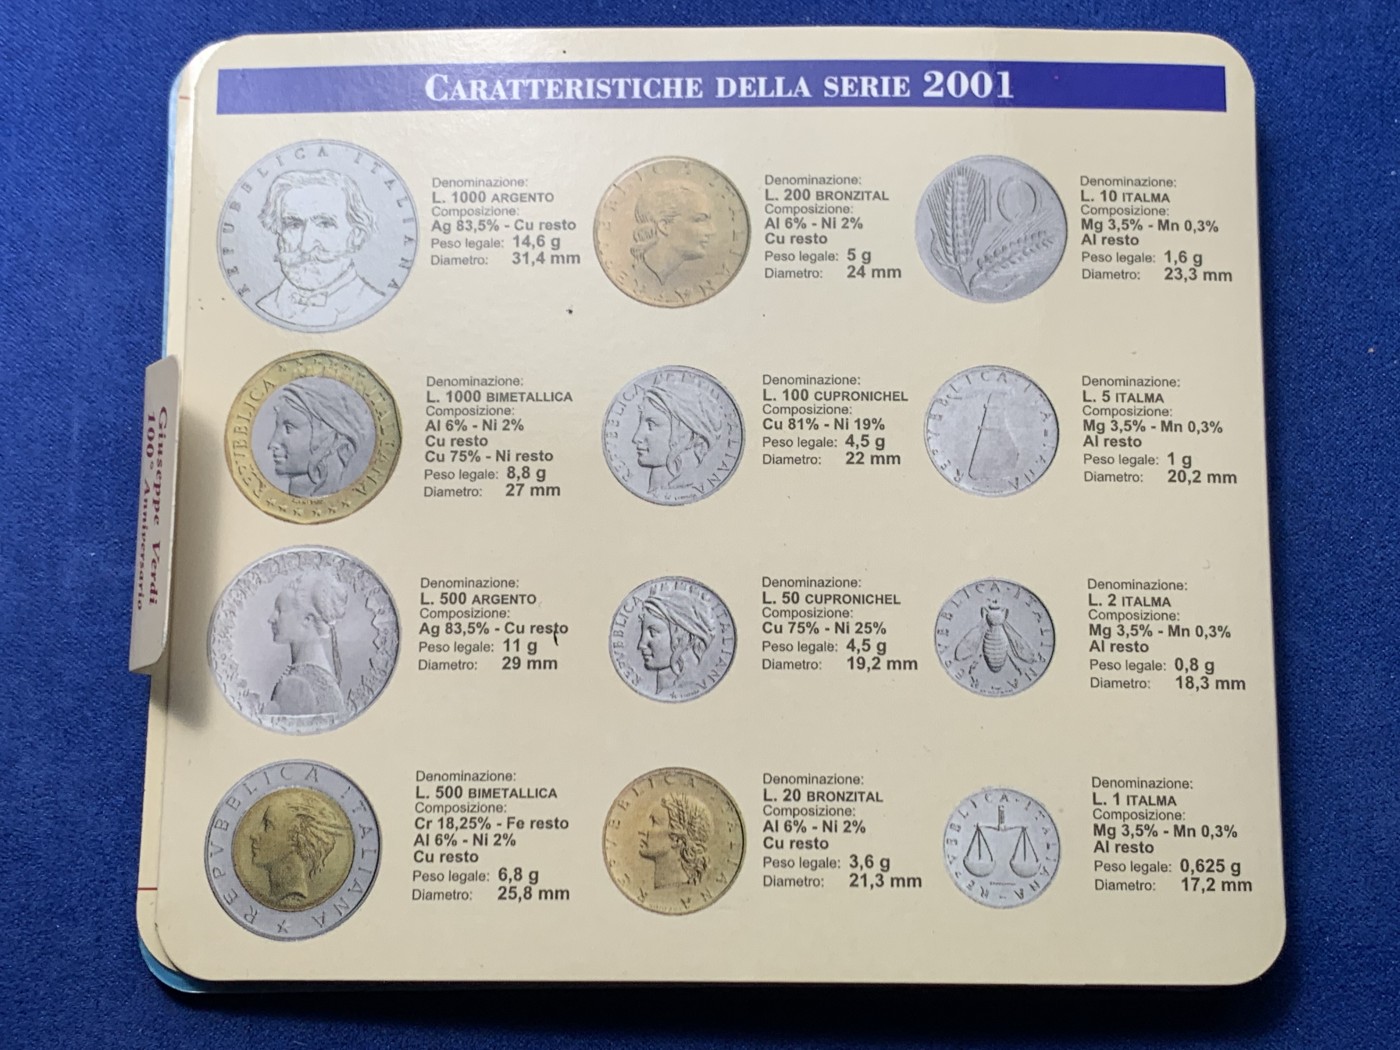 CARATTERISTICHE DELLA SERIE 2001
REPUBBLICA ITALIANA
Denominazione:
L. 1000 ARGENTO
Composizione:
Ag 83,5% - Cu resto
Peso legale: 14,6 g
Diametro: 31,4 mm
Denominazione:
L. 200 BRONZITAL
Composizione:
Al 6% - Ni 2%
Cu resto
Peso legale: 5 g
Diametro: 24 mm
10
Denominazione:
L. 10 ITALMA
Composizione:
Mg 3,5% - Mn 0,3%
Al resto
Peso legale: 1,6 g
Diametro: 23,3 mm
REPVBBLICA ITALIANA
Denominazione:
L. 1000 BIMETALLICA
Composizione:
Al 6% - Ni 2%
Cu resto
Cu 75% - Ni resto
Peso legale: 8,8 g
Diametro: 27 mm
REPVBBLICA ITALIANA
Denominazione:
L. 100 CUPRONICHEL
Composizione:
Cu 81% - Ni 19%
Peso legale: 4,5 g
Diametro: 22 mm
Denominazione:
L. 5 ITALMA
Composizione:
Mg 3,5% - Mn 0,3%
Al resto
Peso legale: 1 g
Diametro: 20,2 mm
Giuseppe Verdi
100° Anniversario
Denominazione:
L. 500 ARGENTO
Composizione:
Ag 83,5% - Cu resto
Peso legale: 11 g
Diametro: 29 mm
REPVBBLICA ITALIANA
Denominazione:
L. 50 CUPRONICHEL
Composizione:
Cu 75% - Ni 25%
Peso legale: 4,5 g
Diametro: 19,2 mm
Denominazione:
L. 2 ITALMA
Composizione:
Mg 3,5% - Mn 0,3%
Al resto
Peso legale: 0,8 g
Diametro: 18,3 mm
REPVBBLICA ITALIANA
Denominazione:
L. 500 BIMETALLICA
Composizione:
Cr 18,25% - Fe resto
Al 6% - Ni 2%
Cu resto
Peso legale: 6,8 g
Diametro: 25,8 mm
REPVBBLICA ITALIANA
Denominazione:
L. 20 BRONZITAL
Composizione:
Al 6% - Ni 2%
Cu resto
Peso legale: 3,6 g
Diametro: 21,3 mm
Denominazione:
L. 1 ITALMA
Composizione:
Mg 3,5% - Mn 0,3%
Al resto
Peso legale: 0,625 g
Diametro: 17,2 mm